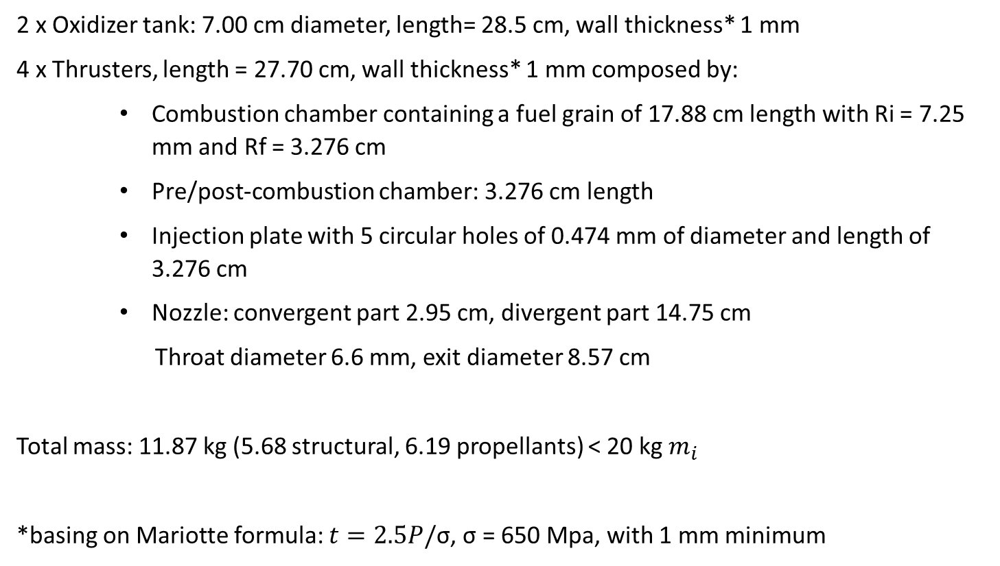 2 x Oxidizer tank: 7.00 cm diameter, length= 28.5 cm, wall thickness* 1 mm
4 x Thrusters, length = 27.70 cm, wall thickness* 1 mm composed by:
• Combustion chamber containing a fuel grain of 17.88 cm length with Ri = 7.25
mm and Rf = 3.276 cm
• Pre/post-combustion chamber: 3.276 cm length
• Injection plate with 5 circular holes of 0.474 mm of diameter and length of
3.276 cm
• Nozzle: convergent part 2.95 cm, divergent part 14.75 cm
Throat diameter 6.6 mm, exit diameter 8.57 cm
Total mass: 11.87 kg (5.68 structural, 6.19 propellants) < 20 kg 𝑚𝑖
*basing on Mariotte formula: 𝑡 = 2.5𝑃/σ, σ = 650 Mpa, with 1 mm minimum